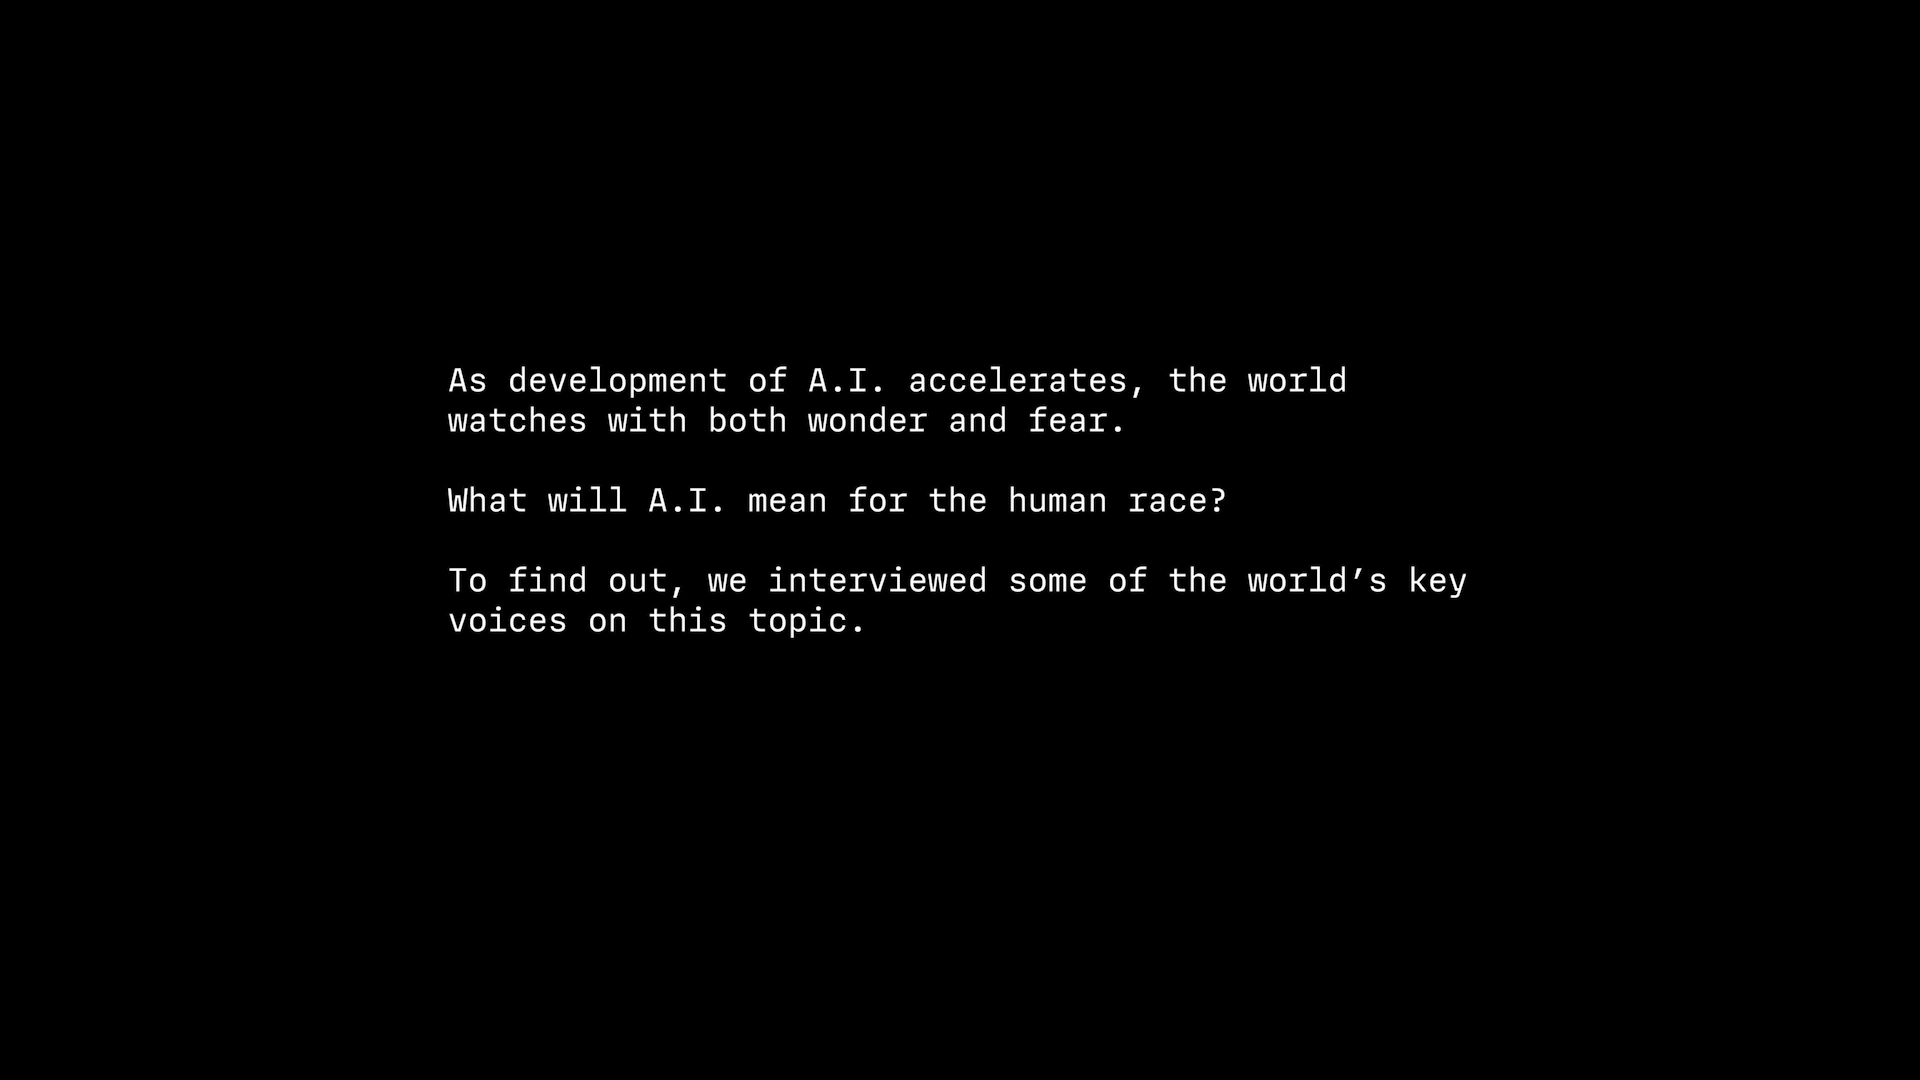 As development of A.I. accelerates, the world
watches with both wonder and fear.
What will A.I. mean for the human race?
To find out, we interviewed some of the world’s key
voices on this topic.